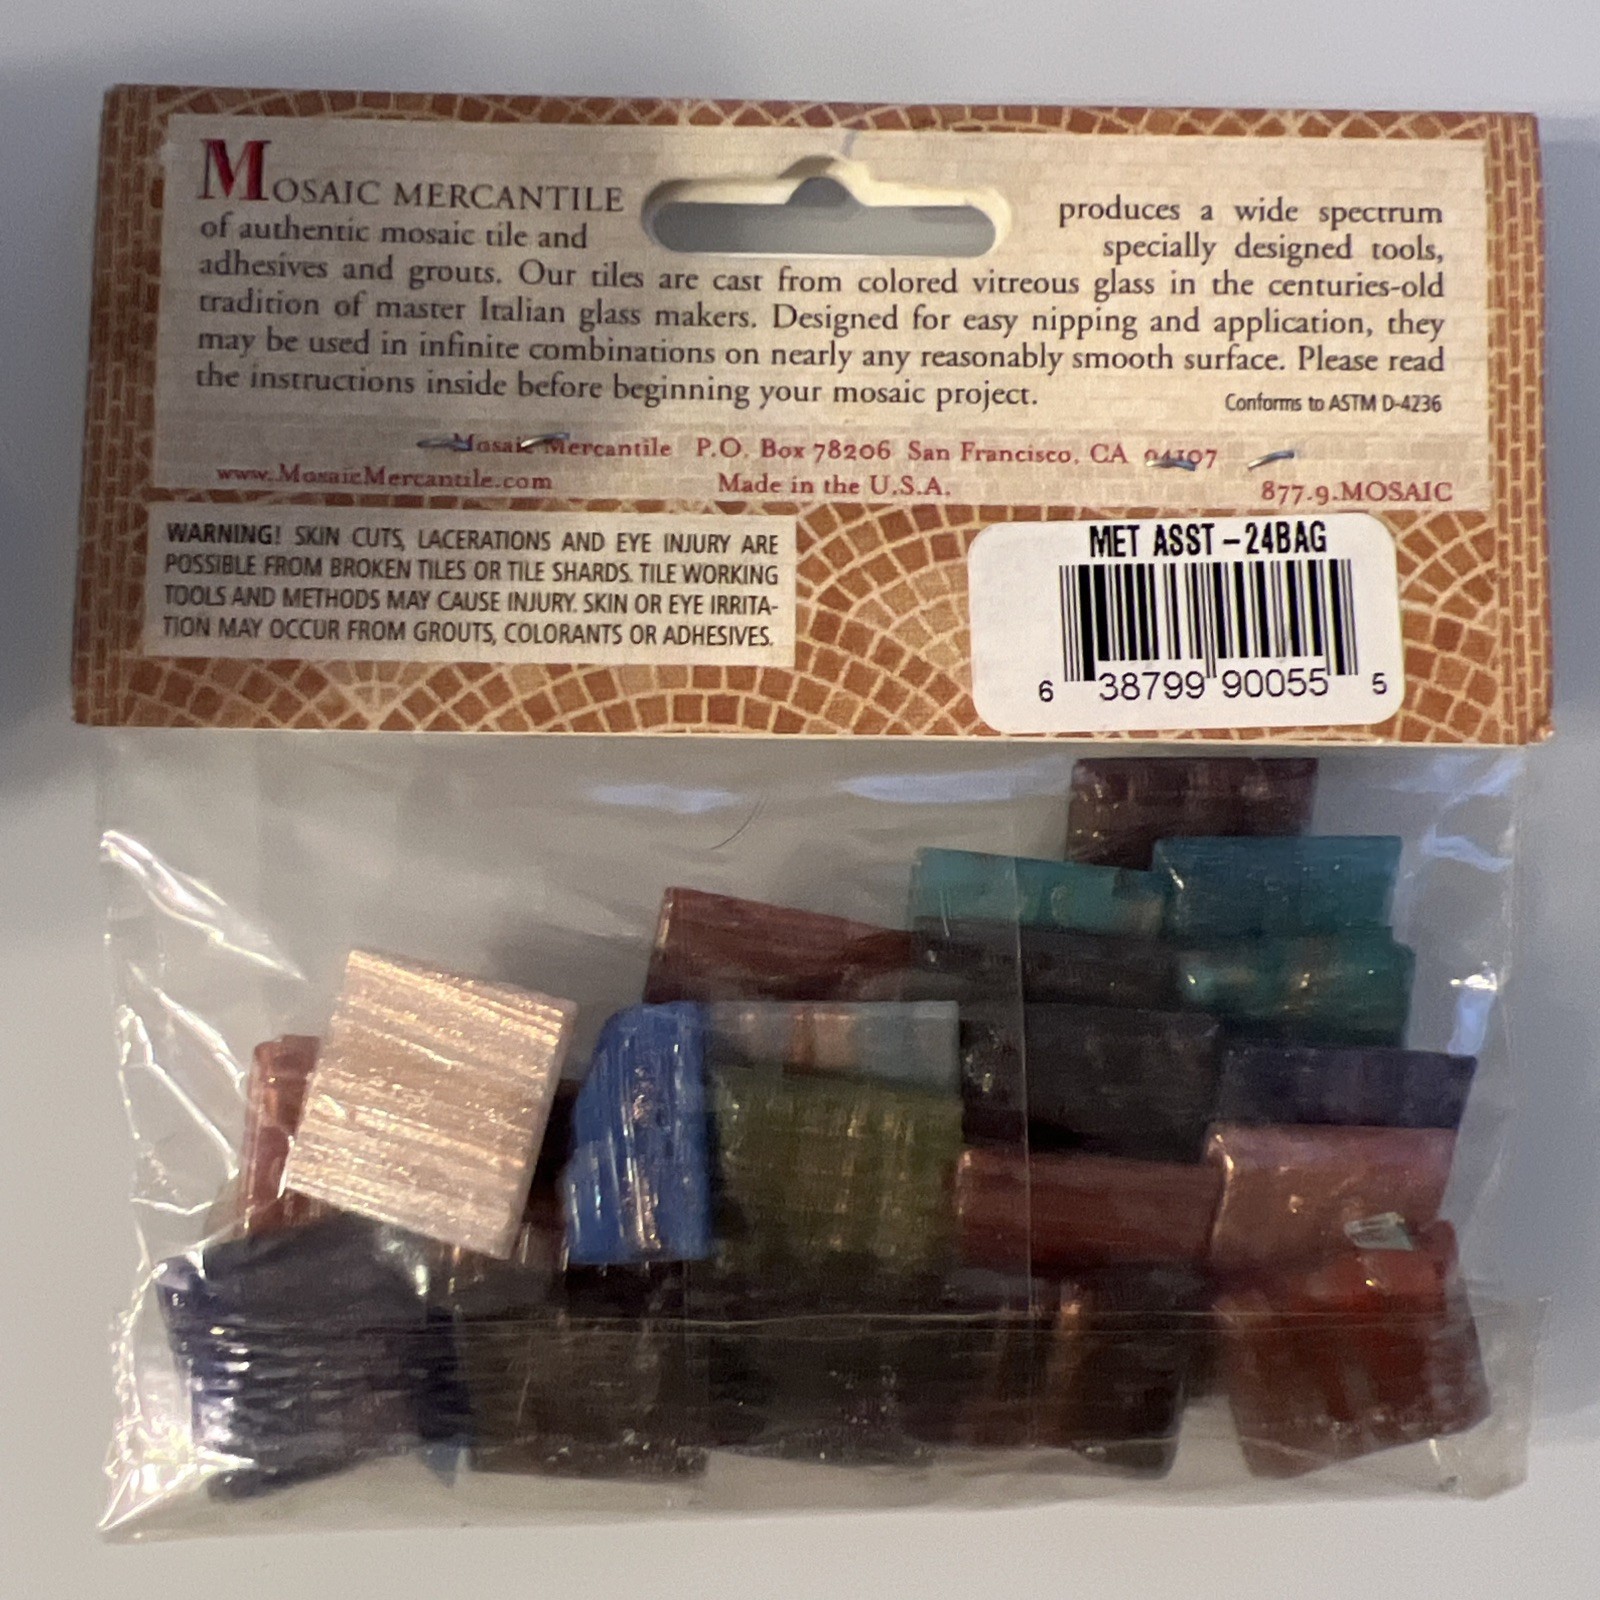 MOSAIC MERCANTILE produces a wide spectrum
of authentic mosaic tile and specially designed tools,
adhesives and grouts. Our tiles are cast from colored vitreous glass in the centuries-old
tradition of master Italian glass makers. Designed for easy nipping and application, they
may be used in infinite combinations on nearly any reasonably smooth surface. Please read
the instructions inside before beginning your mosaic project.
Conforms to ASTM D-4236
Mosaic Mercantile P.O. Box 78206 San Francisco, CA 94107
www.MosaicMercantile.com Made in the U.S.A. 877.9.MOSAIC
WARNING! SKIN CUTS, LACERATIONS AND EYE INJURY ARE
POSSIBLE FROM BROKEN TILES OR TILE SHARDS. TILE WORKING
TOOLS AND METHODS MAY CAUSE INJURY. SKIN OR EYE IRRITA-
TION MAY OCCUR FROM GROUTS, COLORANTS OR ADHESIVES.
MET ASST – 24BAG
6 38799 90055 5